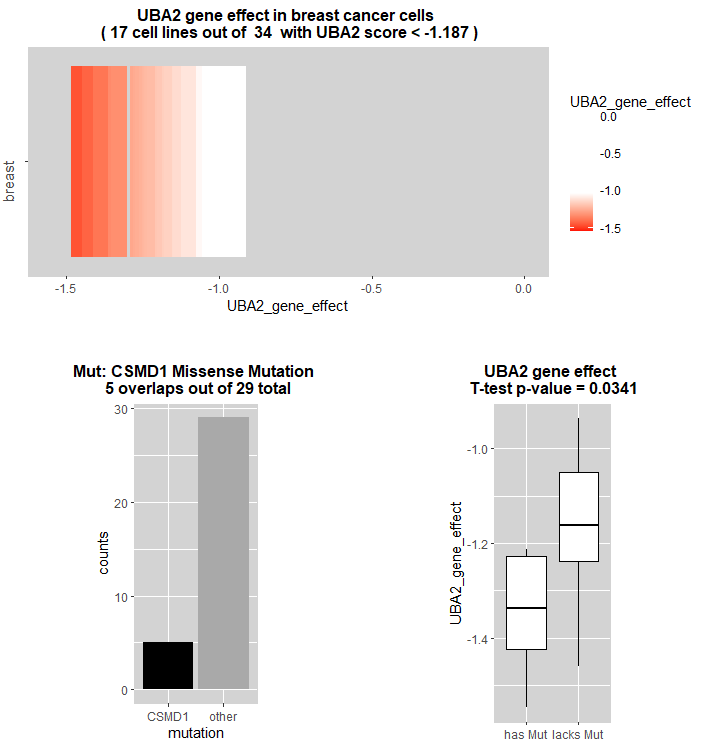 UBA2 gene effect in breast cancer cells
( 17 cell lines out of  34  with UBA2 score < -1.187 )
breast
-1.5
-1.0
-0.5
0.0
UBA2_gene_effect
UBA2_gene_effect
0.0
-0.5
-1.0
-1.5
Mut: CSMD1 Missense Mutation
5 overlaps out of 29 total
counts
30
20
10
0
CSMD1
other
mutation
UBA2 gene effect
T-test p-value = 0.0341
UBA2_gene_effect
-1.0
-1.2
-1.4
has Mut
lacks Mut